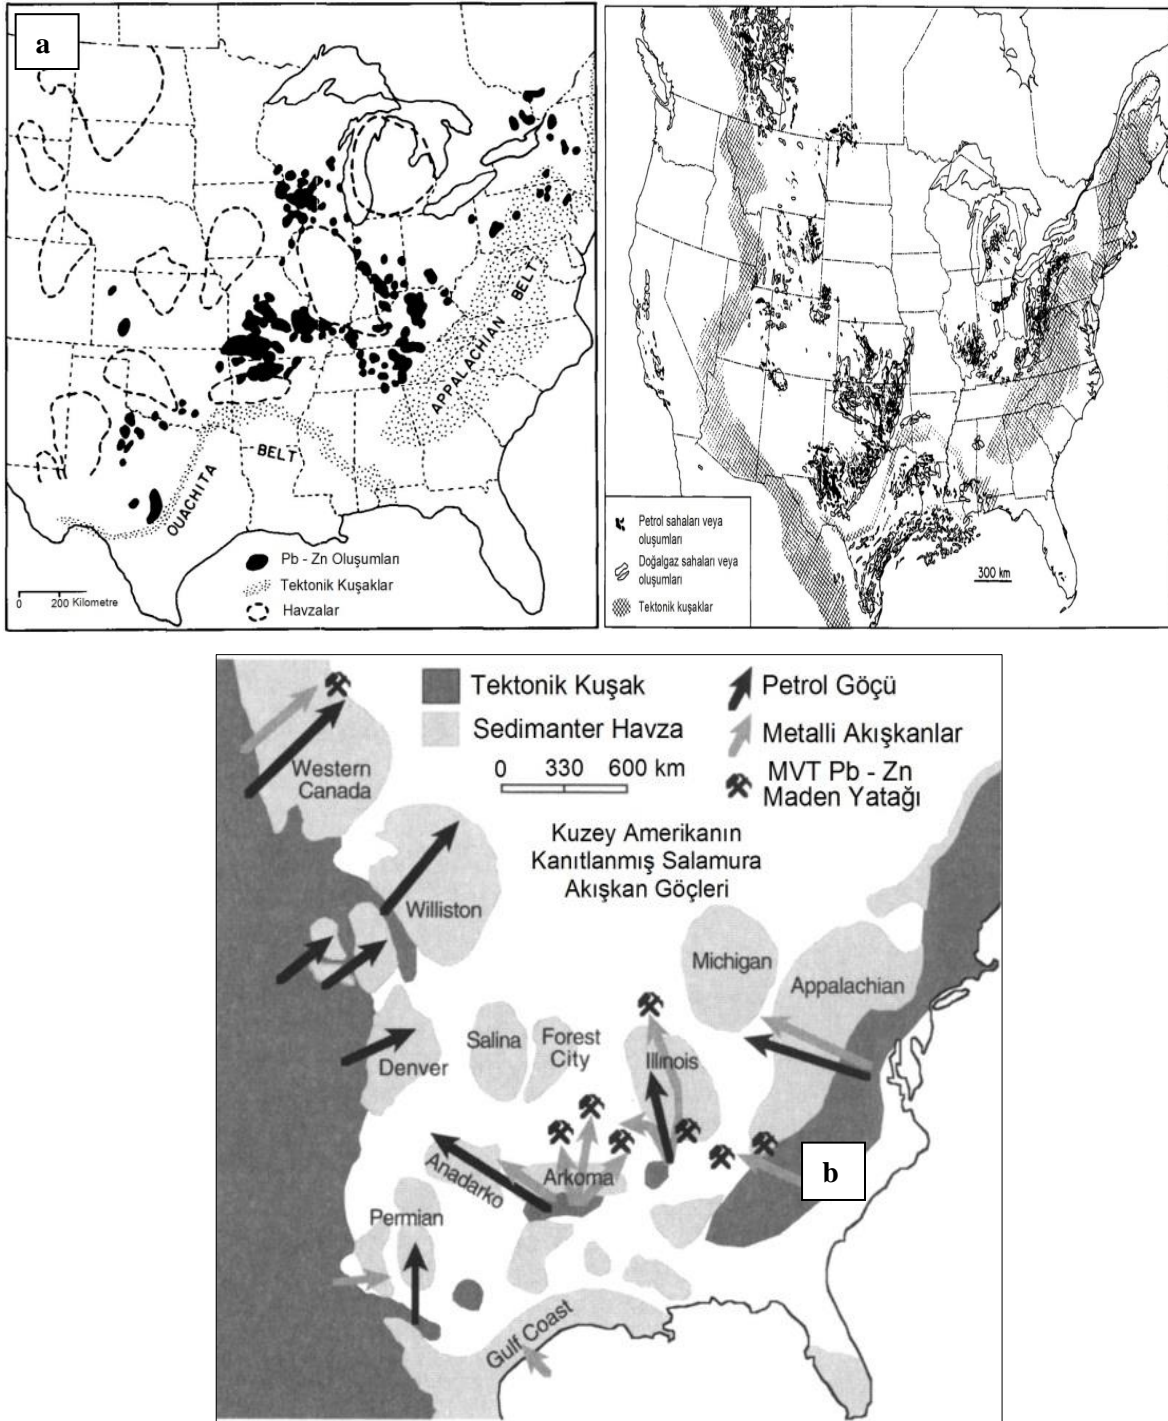 a
APPALACHIAN BELT
OUACHITA
BELT
Pb - Zn Oluşumları
Tektonik Kuşaklar
Havzalar
0 200 Kilometre
Petrol sahaları veya
oluşumları
Doğalgaz sahaları veya
oluşumları
Tektonik kuşaklar
300 km
Tektonik Kuşak
Sedimanter Havza
0 330 600 km
Petrol Göçü
Metalli Akışkanlar
MVT Pb - Zn
Maden Yatağı
Kuzey Amerikanın
Kanıtlanmış Salamura
Akışkan Göçleri
Western
Canada
Williston
Michigan
Appalachian
Salina
Forest
City
Illinois
Denver
Anadarko
Arkoma
b
Permian
Gulf Coast